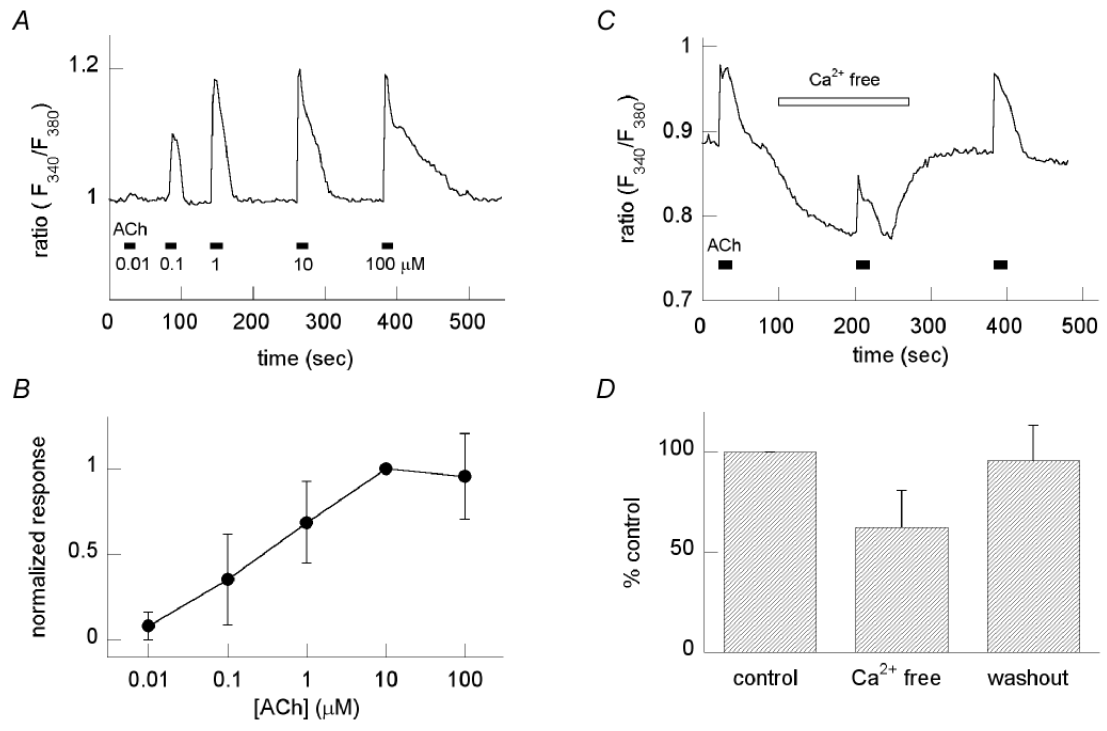 A
1.2
1
ratio ( F340/F380)
ACh
0.01 0.1 1 10 100 μM
0 100 200 300 400 500
time (sec)
B
1
0.5
0
normalized response
0.01 0.1 1 10 100
[ACh] (μM)
C
1
0.9
0.8
0.7
ratio (F340/F380)
Ca2+ free
ACh
0 100 200 300 400 500
time (sec)
D
100
50
0
% control
control Ca2+ free washout